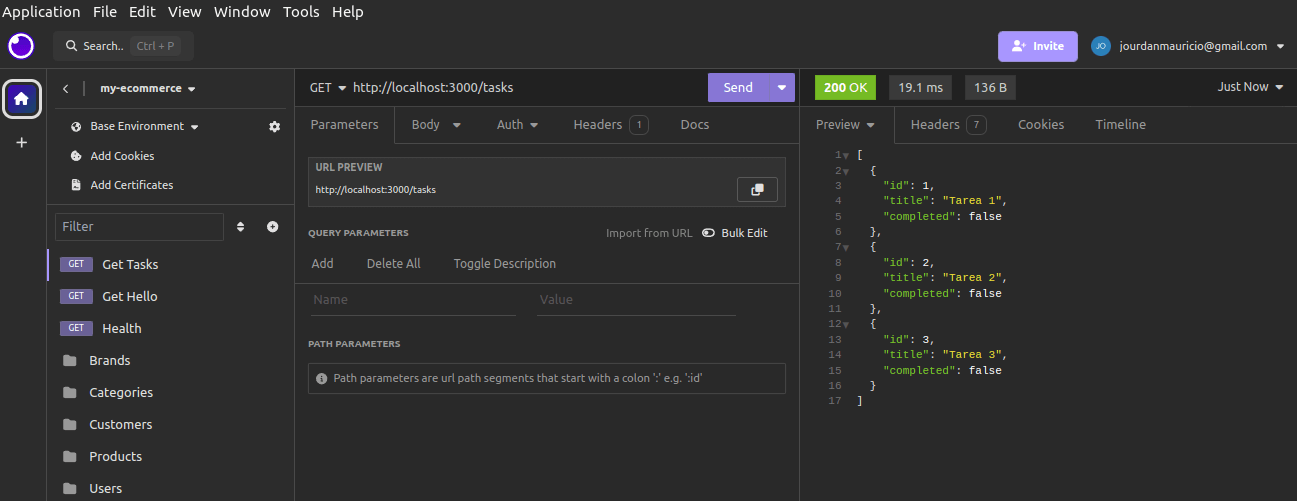 Application File Edit View Window Tools Help
Search.. Ctrl + P
Invite
JO jourdanmauricio@gmail.com
my-ecommerce
Base Environment
Add Cookies
Add Certificates
Filter
GET Get Tasks
GET Get Hello
GET Health
Brands
Categories
Customers
Products
Users
GET http://localhost:3000/tasks Send
Parameters Body Auth Headers 1 Docs
URL PREVIEW
http://localhost:3000/tasks
QUERY PARAMETERS Import from URL Bulk Edit
Add Delete All Toggle Description
Name Value
PATH PARAMETERS
Path parameters are url path segments that start with a colon ':' e.g. ':id'
200 OK 19.1 ms 136 B Just Now
Preview Headers 7 Cookies Timeline
1 [
2 {
3 "id": 1,
4 "title": "Tarea 1",
5 "completed": false
6 },
7 {
8 "id": 2,
9 "title": "Tarea 2",
10 "completed": false
11 },
12 {
13 "id": 3,
14 "title": "Tarea 3",
15 "completed": false
16 }
17 ]